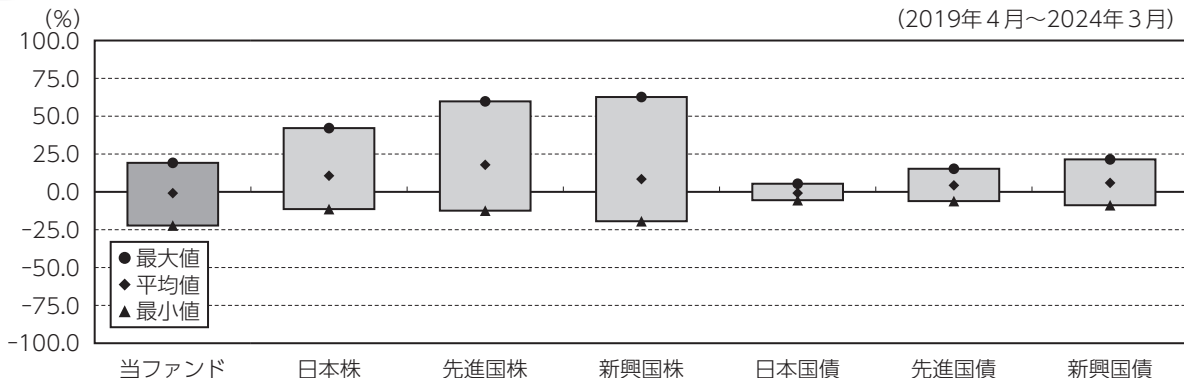 (%)
(2019年4月~2024年3月)
100.0
75.0
50.0
25.0
0.0
-25.0
-50.0
-75.0
-100.0
●最大値
◆平均値
▲最小値
当ファンド 日本株 先進国株 新興国株 日本国債 先進国債 新興国債